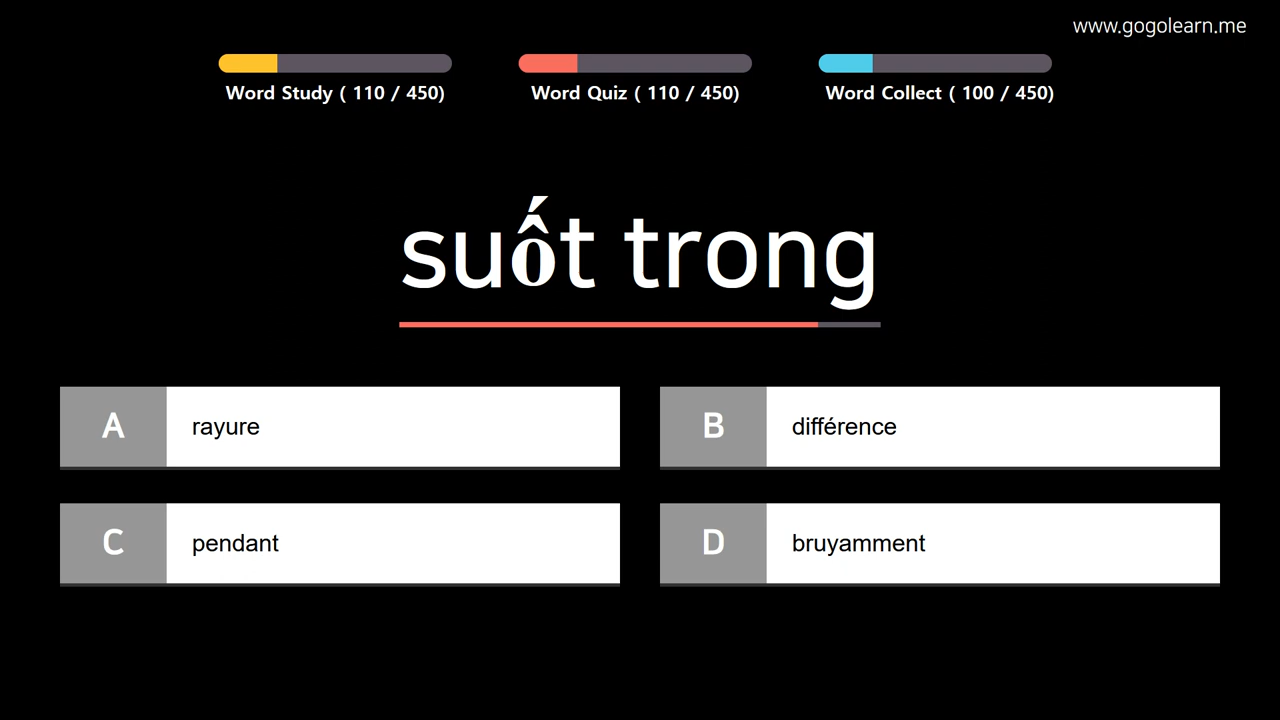 www.gogolearn.me
Word Study ( 110 / 450)
Word Quiz ( 110 / 450)
Word Collect ( 100 / 450)
suốt trong
A rayure
B différence
C pendant
D bruyamment